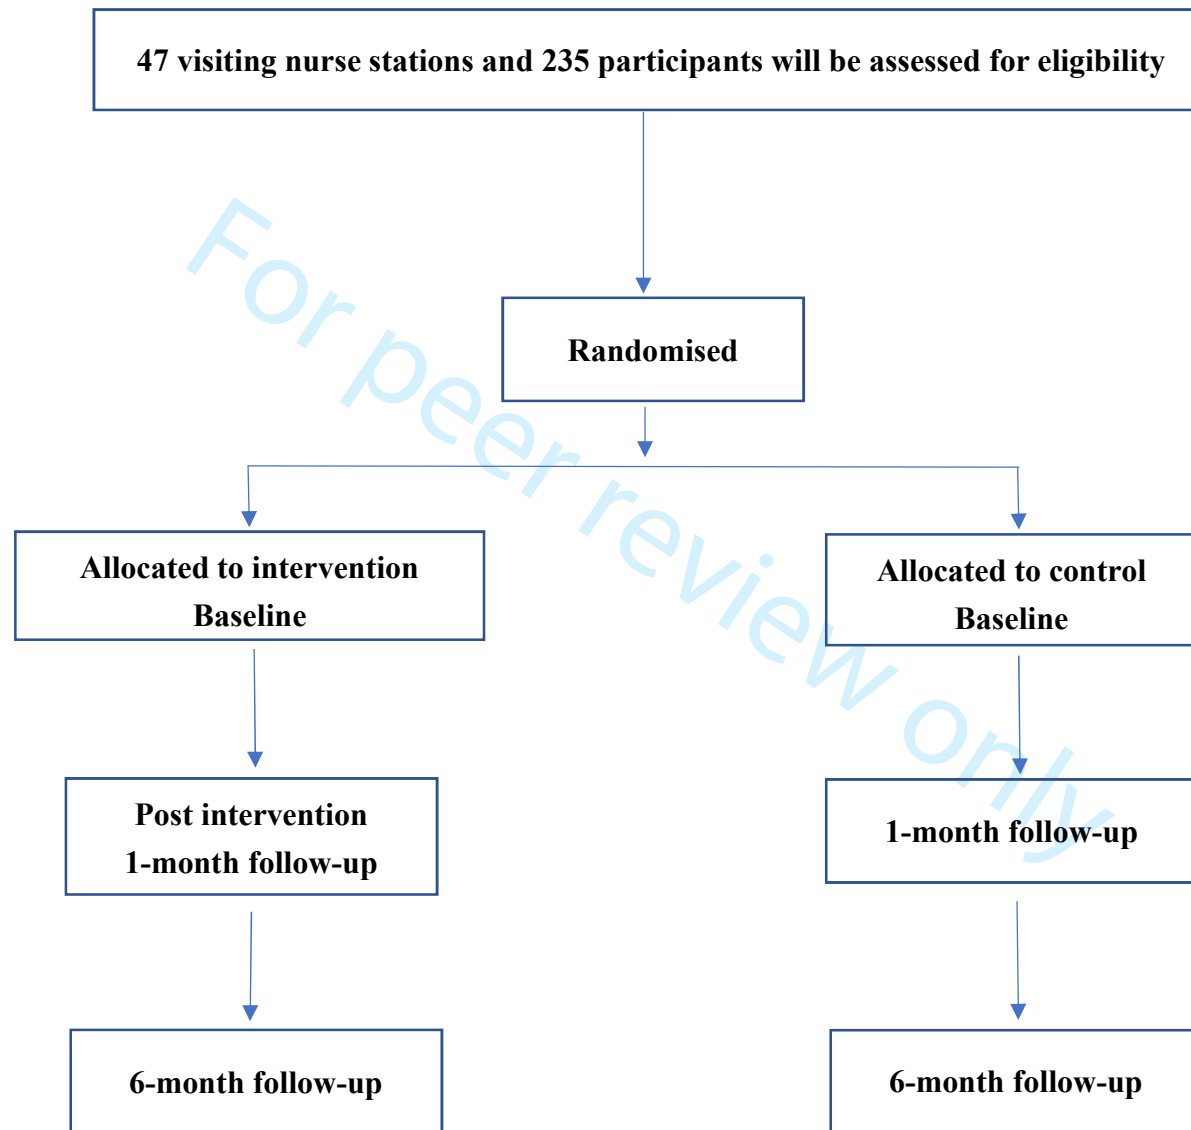 47 visiting nurse stations and 235 participants will be assessed for eligibility
Randomised
Allocated to intervention
Baseline
Allocated to control
Baseline
Post intervention
1-month follow-up
1-month follow-up
6-month follow-up
6-month follow-up
For peer review only